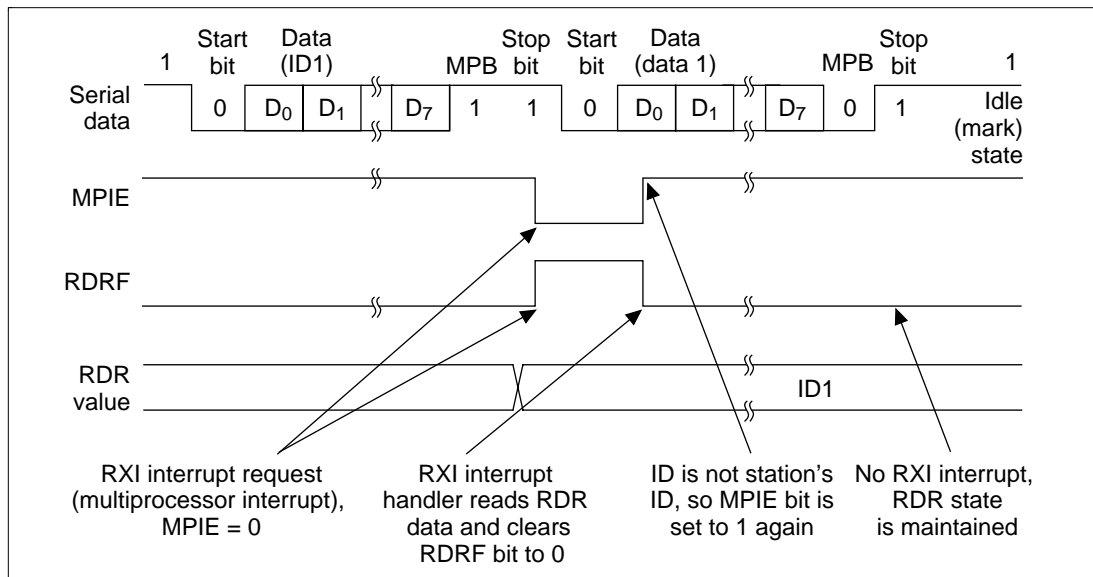 Start Data Stop Start Data Stop
1 bit (ID1) MPB bit bit (data 1) MPB bit 1
Serial data 0 D0 D1 D7 1 1 0 D0 D1 D7 0 1 Idle (mark) state
MPIE
RDRF
RDR value ID1
RXI interrupt request
(multiprocessor interrupt),
MPIE = 0
RXI interrupt
handler reads RDR
data and clears
RDRF bit to 0
ID is not station's
ID, so MPIE bit is
set to 1 again
No RXI interrupt,
RDR state
is maintained